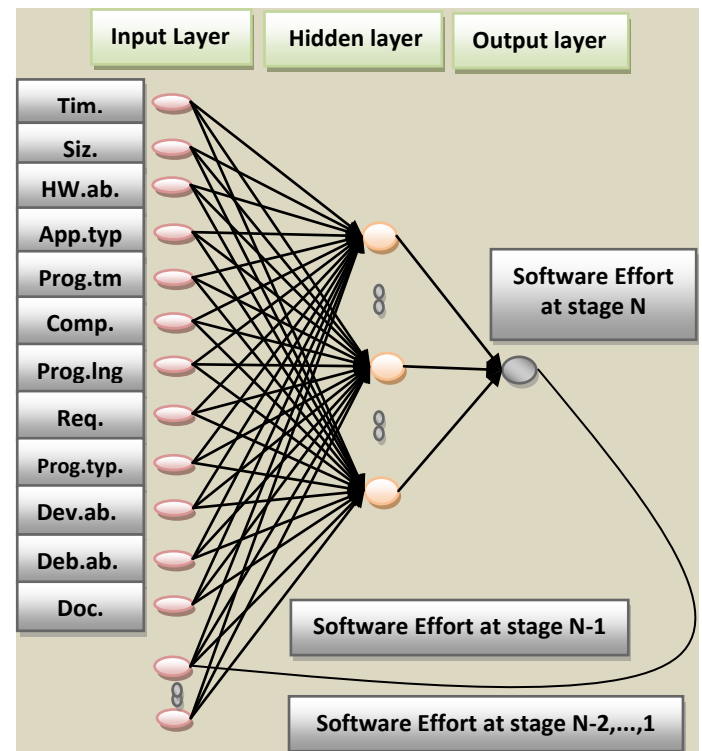 Input Layer
Hidden layer
Output layer
Tim.
Siz.
HW.ab.
App.typ
Prog.tm
Comp.
Prog.lng
Req.
Prog.typ.
Dev.ab.
Deb.ab.
Doc.
Software Effort
at stage N
Software Effort at stage N-1
Software Effort at stage N-2,...,1